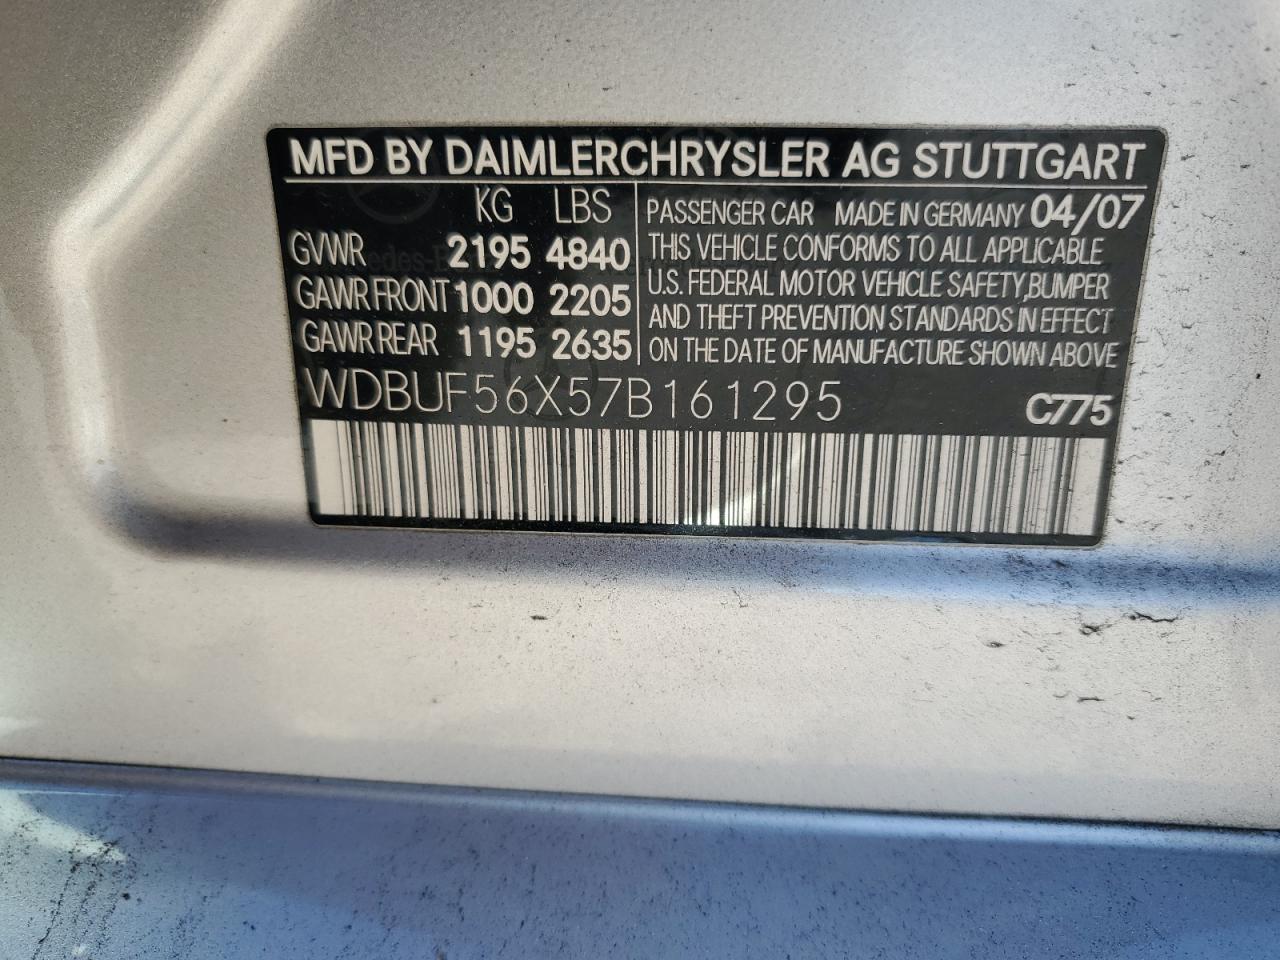 MFD BY DAIMLERCHRYSLER AG STUTTGART
KG LBS
GVWR 2195 4840
GAWR FRONT 1000 2205
GAWR REAR 1195 2635
PASSENGER CAR MADE IN GERMANY 04/07
THIS VEHICLE CONFORMS TO ALL APPLICABLE
U.S. FEDERAL MOTOR VEHICLE SAFETY,BUMPER
AND THEFT PREVENTION STANDARDS IN EFFECT
ON THE DATE OF MANUFACTURE SHOWN ABOVE
WDBUF56X57B161295
C775